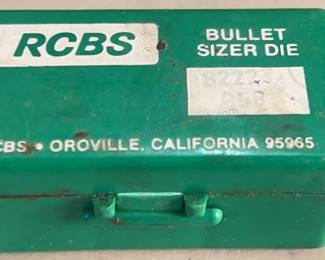 RCBS
BULLET
SIZER DIE
CBS • OROVILLE, CALIFORNIA 95965